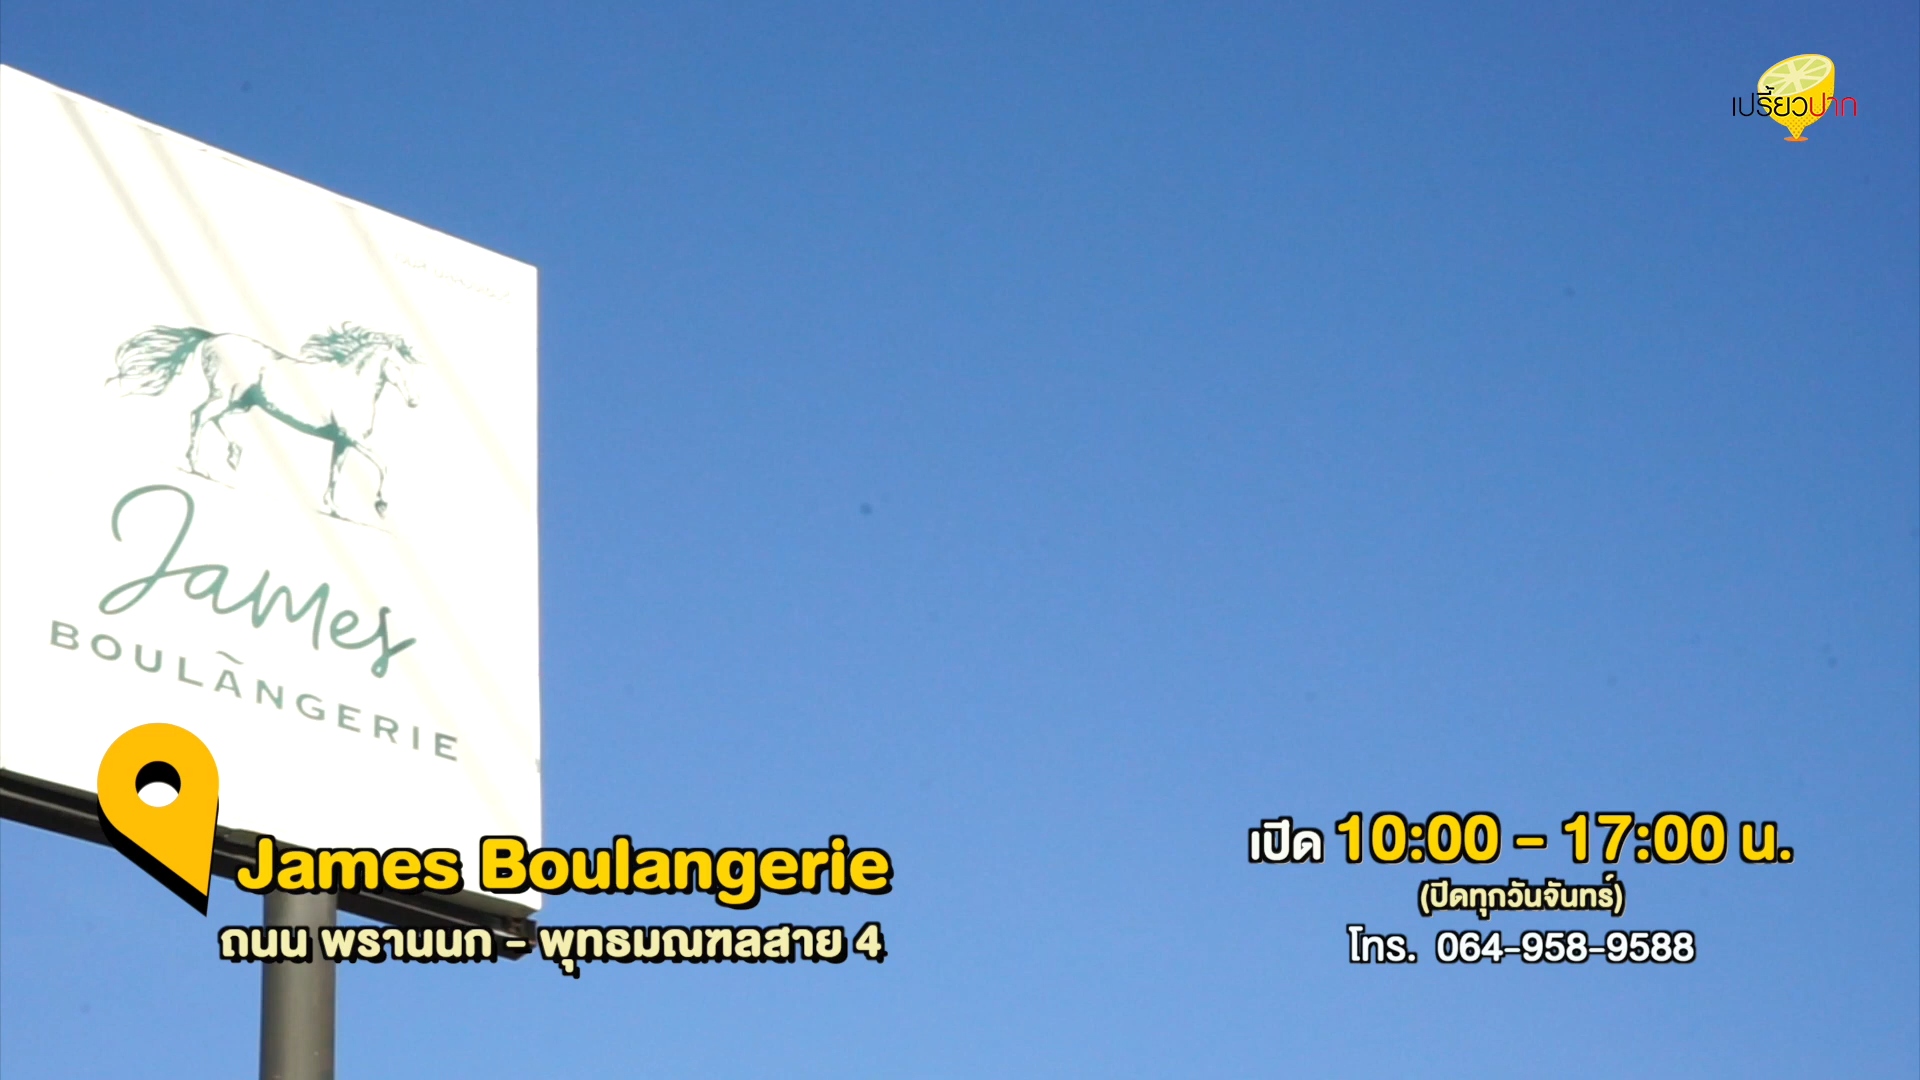 เปรี้ยวปาก
James
BOULÃNGERIE
James Boulangerie
ถนน พรานนก - พุทธมณฑลสาย 4
เปิด 10:00 - 17:00 น.
(ปิดทุกวันจันทร์)
โทร. 064-958-9588